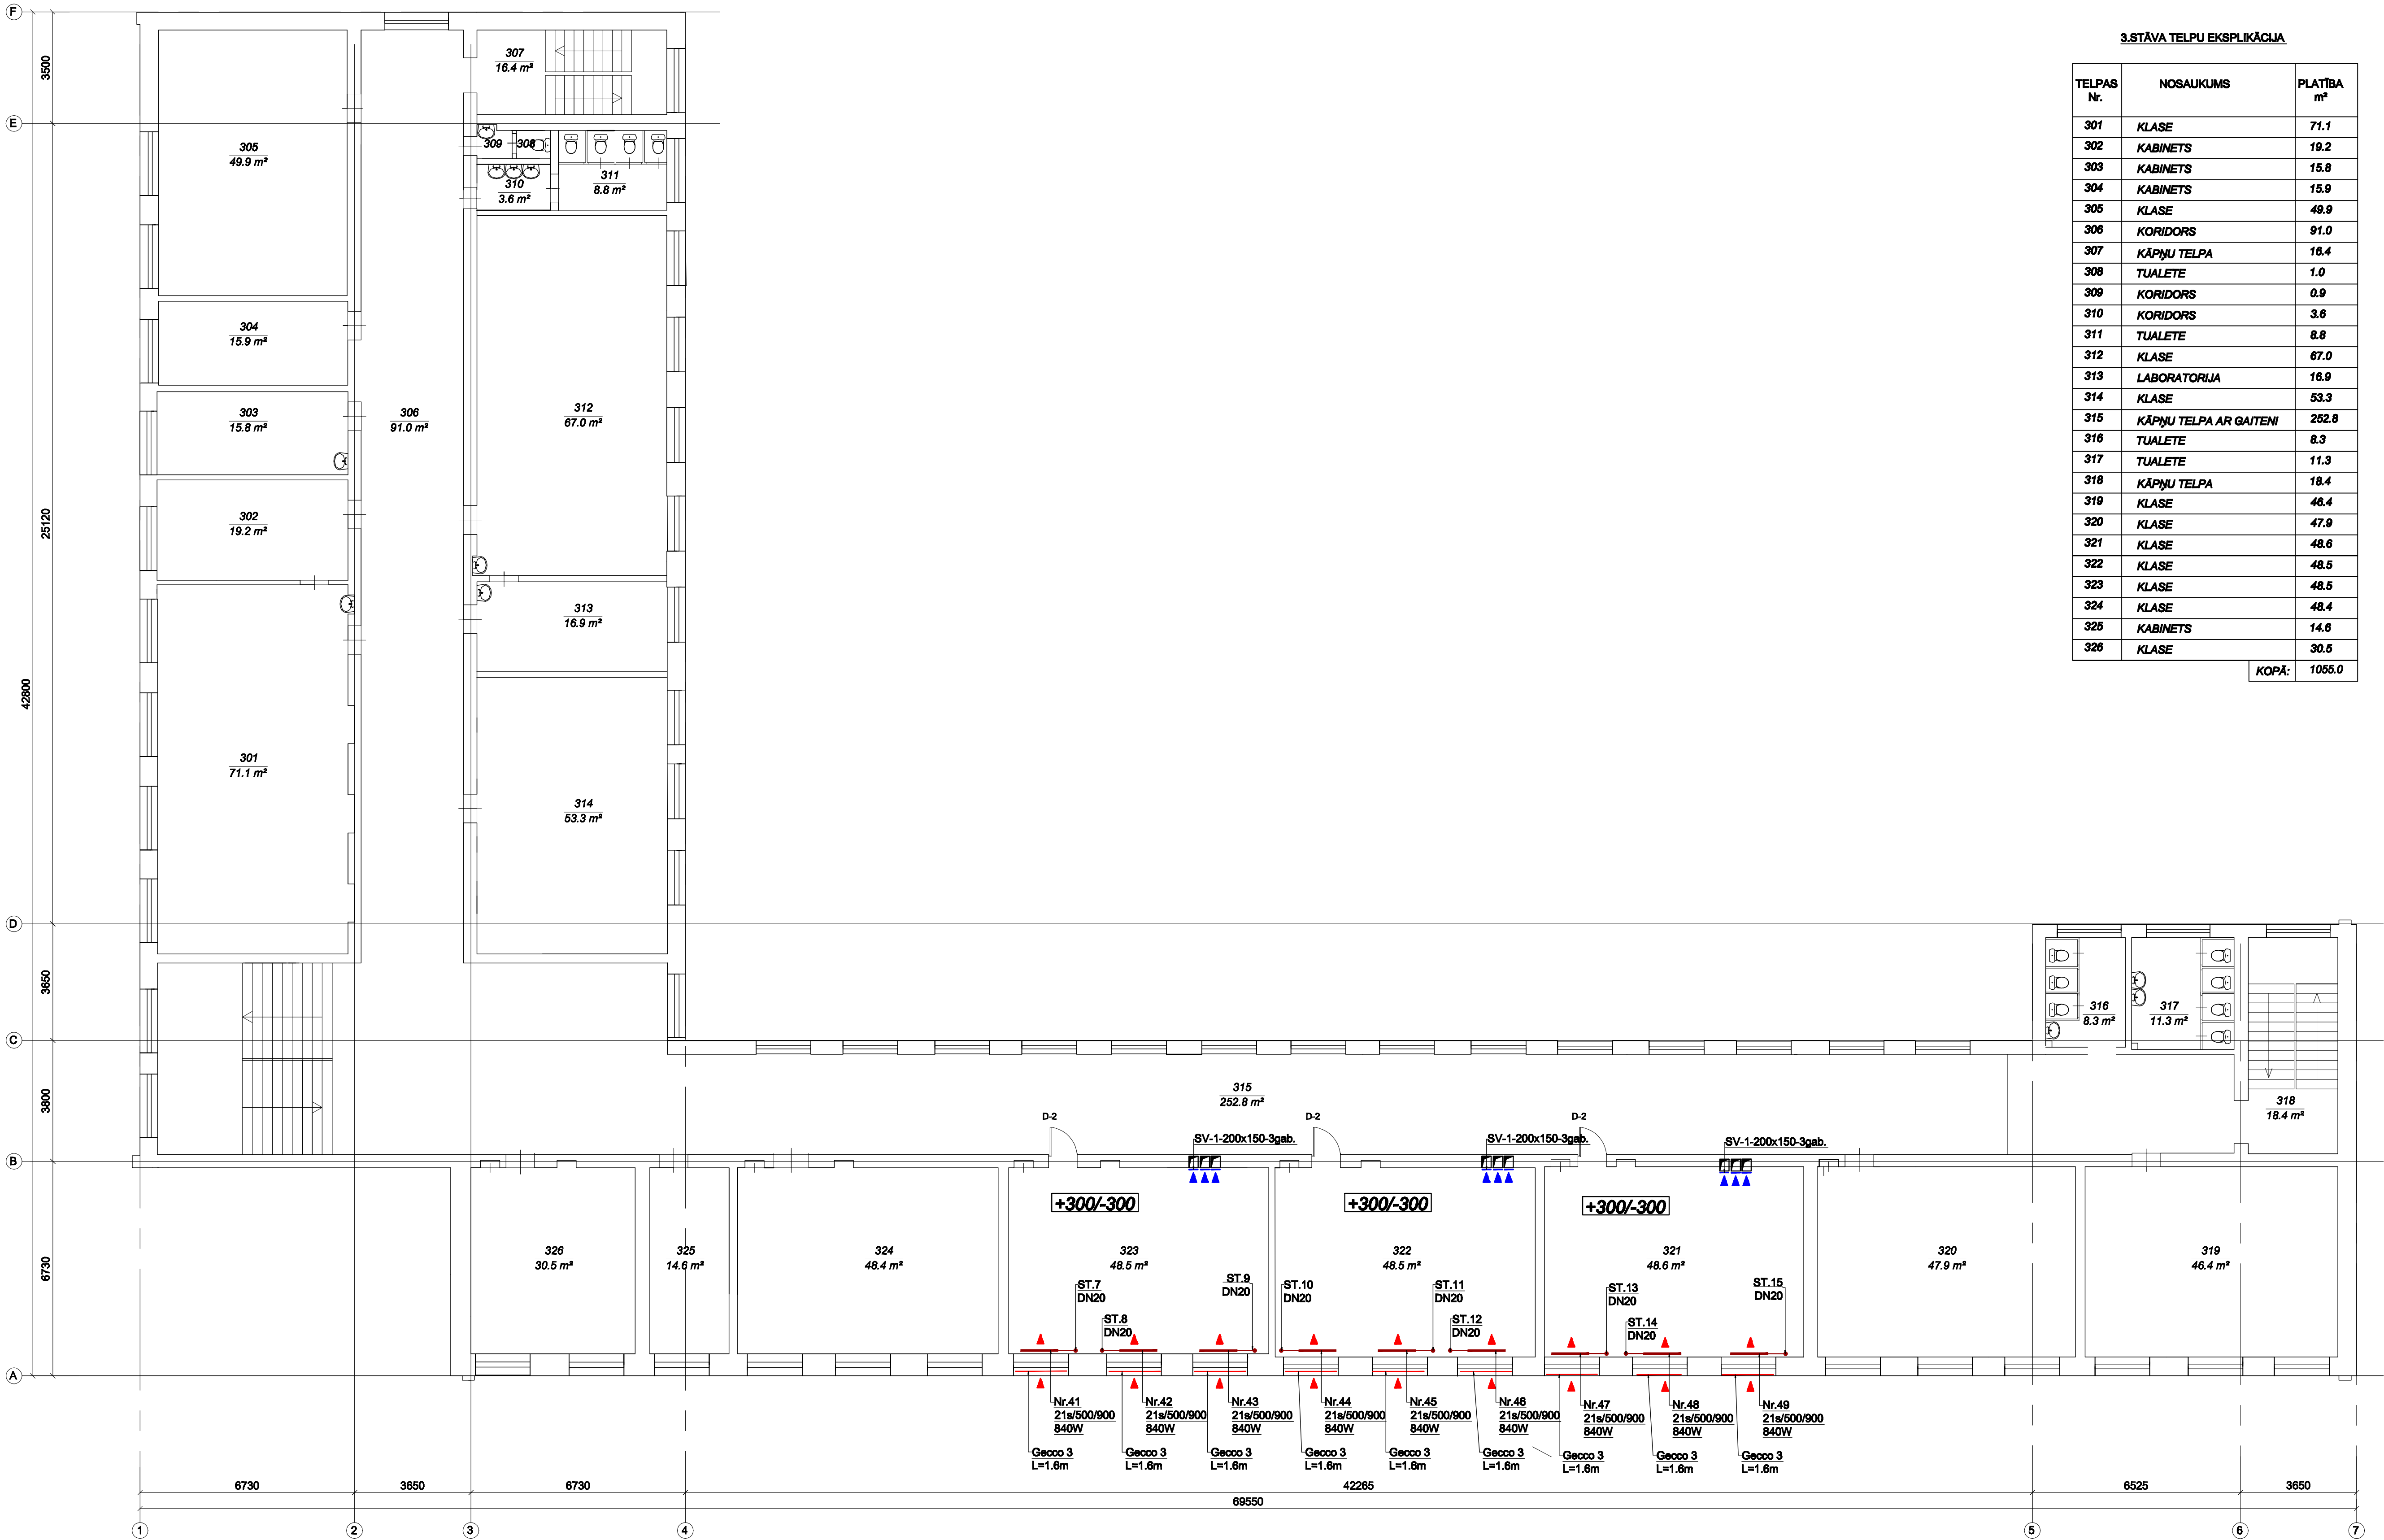 3.STĀVA TELPU EKSPLIKĀCIJA
TELPAS Nr. NOSAUKUMS PLATĪBA m²
301 KLASE 71.1
302 KABINETS 19.2
303 KABINETS 15.8
304 KABINETS 15.9
305 KLASE 49.9
306 KORIDORS 91.0
307 KĀPŅU TELPA 16.4
308 TUALETE 1.0
309 KORIDORS 0.9
310 KORIDORS 3.6
311 TUALETE 8.8
312 KLASE 67.0
313 LABORATORIJA 16.9
314 KLASE 53.3
315 KĀPŅU TELPA AR GAITENI 252.8
316 TUALETE 8.3
317 TUALETE 11.3
318 KĀPŅU TELPA 18.4
319 KLASE 46.4
320 KLASE 47.9
321 KLASE 48.6
322 KLASE 48.5
323 KLASE 48.5
324 KLASE 48.4
325 KABINETS 14.6
326 KLASE 30.5
KOPĀ: 1055.0
F
E
D
C
B
A
3500
25120
42800
3650
3800
6730
307
16.4 m²
305
49.9 m²
309
308
310
3.6 m²
311
8.8 m²
304
15.9 m²
303
15.8 m²
306
91.0 m²
312
67.0 m²
302
19.2 m²
313
16.9 m²
301
71.1 m²
314
53.3 m²
316
8.3 m²
317
11.3 m²
315
252.8 m²
318
18.4 m²
D-2
D-2
D-2
SV-1-200x150-3gab.
SV-1-200x150-3gab.
SV-1-200x150-3gab.
+300/-300
+300/-300
+300/-300
326
30.5 m²
325
14.6 m²
324
48.4 m²
323
48.5 m²
322
48.5 m²
321
48.6 m²
320
47.9 m²
319
46.4 m²
ST.7
DN20
ST.8
DN20
ST.9
DN20
ST.10
DN20
ST.11
DN20
ST.12
DN20
ST.13
DN20
ST.14
DN20
ST.15
DN20
Nr.41
21s/500/900
840W
Nr.42
21s/500/900
840W
Nr.43
21s/500/900
840W
Nr.44
21s/500/900
840W
Nr.45
21s/500/900
840W
Nr.46
21s/500/900
840W
Nr.47
21s/500/900
840W
Nr.48
21s/500/900
840W
Nr.49
21s/500/900
840W
Gecco 3
L=1.6m
Gecco 3
L=1.6m
Gecco 3
L=1.6m
Gecco 3
L=1.6m
Gecco 3
L=1.6m
Gecco 3
L=1.6m
Gecco 3
L=1.6m
Gecco 3
L=1.6m
Gecco 3
L=1.6m
6730 3650 6730 42265 6525 3650
69550
1 2 3 4 5 6 7